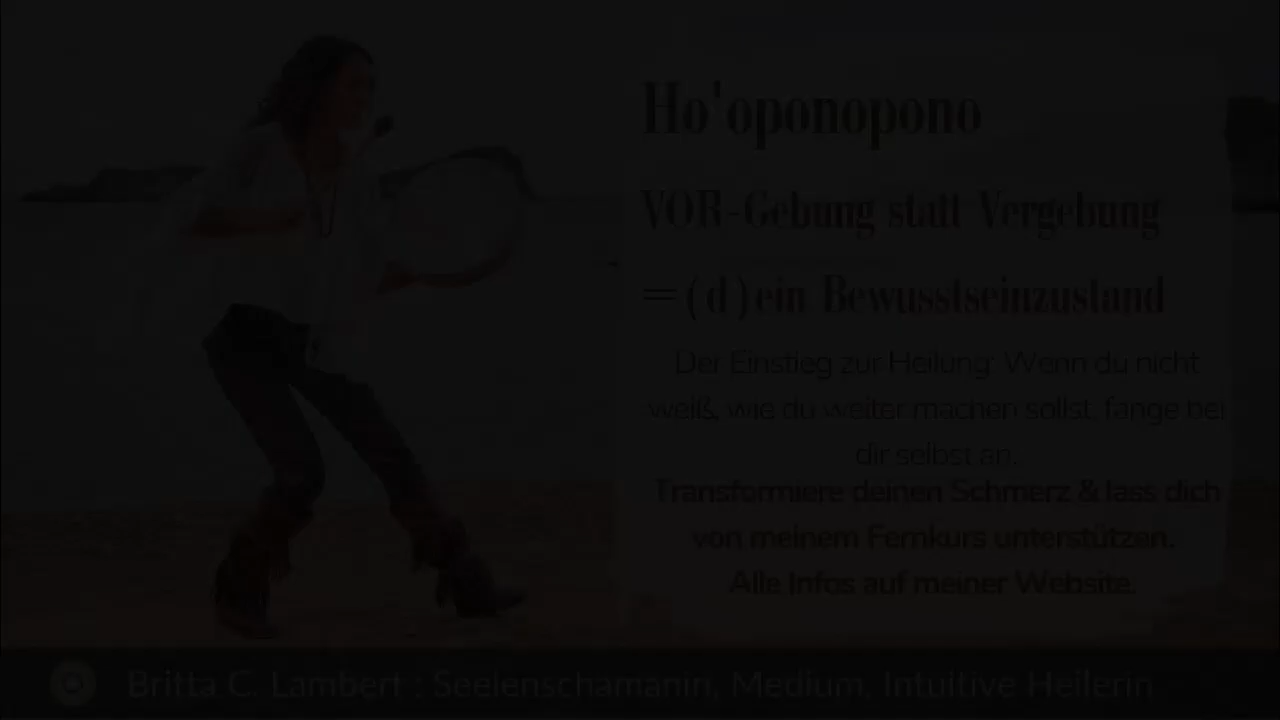 Ho'oponopono
VOR-Gebung statt Vergebung
=(d)ein Bewusstseinzustand
Der Einstieg zur Heilung: Wenn du nicht
weiß, wie du weiter machen sollst, fange bei
dir selbst an.
Transformiere deinen Schmerz & lass dich
von meinem Fernkurs unterstützen.
Alle Infos auf meiner Website.
Britta C. Lambert : Seelenschamanin, Medium, Intuitive Heilerin